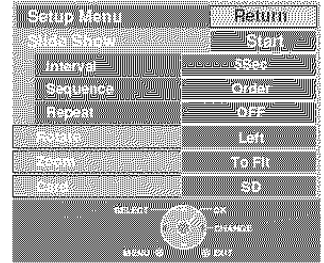 Setup Menu Return
Slide Show Start
Interval 5Sec
Sequence Order
Repeat OFF
Rotate Left
Zoom To Fit
Card SD
SELECT OK
CHANGE
MENU EXIT